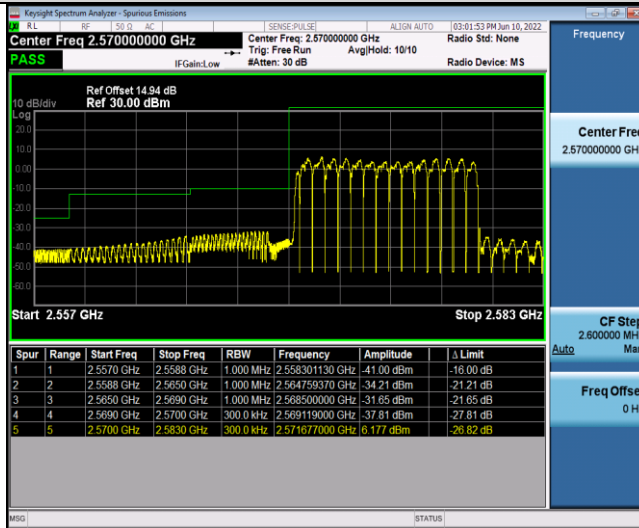 Keysight Spectrum Analyzer - Spurious Emissions
RL RF 50 Ω AC SENSE:PULSE ALIGN AUTO 03:01:53 PM Jun 10, 2022
Center Freq 2.570000000 GHz
Center Freq: 2.570000000 GHz Radio Std: None
Trig: Free Run Avg|Hold: 10/10
PASS IFGain:Low #Atten: 30 dB Radio Device: MS
Frequency
Ref Offset 14.94 dB
10 dB/div Ref 30.00 dBm
Log
20.0
10.0
0.00
-10.0
-20.0
-30.0
-40.0
-50.0
-60.0
Start 2.557 GHz Stop 2.583 GHz
Center Fre
2.570000000 GH
CF Step
2.600000 MH
Auto Ma
Freq Offse
0 H
Spur Range Start Freq Stop Freq RBW Frequency Amplitude Δ Limit
1 1 2.5570 GHz 2.5588 GHz 1.000 MHz 2.558301130 GHz -41.00 dBm -16.00 dB
2 2 2.5588 GHz 2.5650 GHz 1.000 MHz 2.564759370 GHz -34.21 dBm -21.21 dB
3 3 2.5650 GHz 2.5690 GHz 1.000 MHz 2.568500000 GHz -31.65 dBm -21.65 dB
4 4 2.5690 GHz 2.5700 GHz 300.0 kHz 2.569119000 GHz -37.81 dBm -27.81 dB
5 5 2.5700 GHz 2.5830 GHz 300.0 kHz 2.571677000 GHz 6.177 dBm -26.82 dB
MSG STATUS